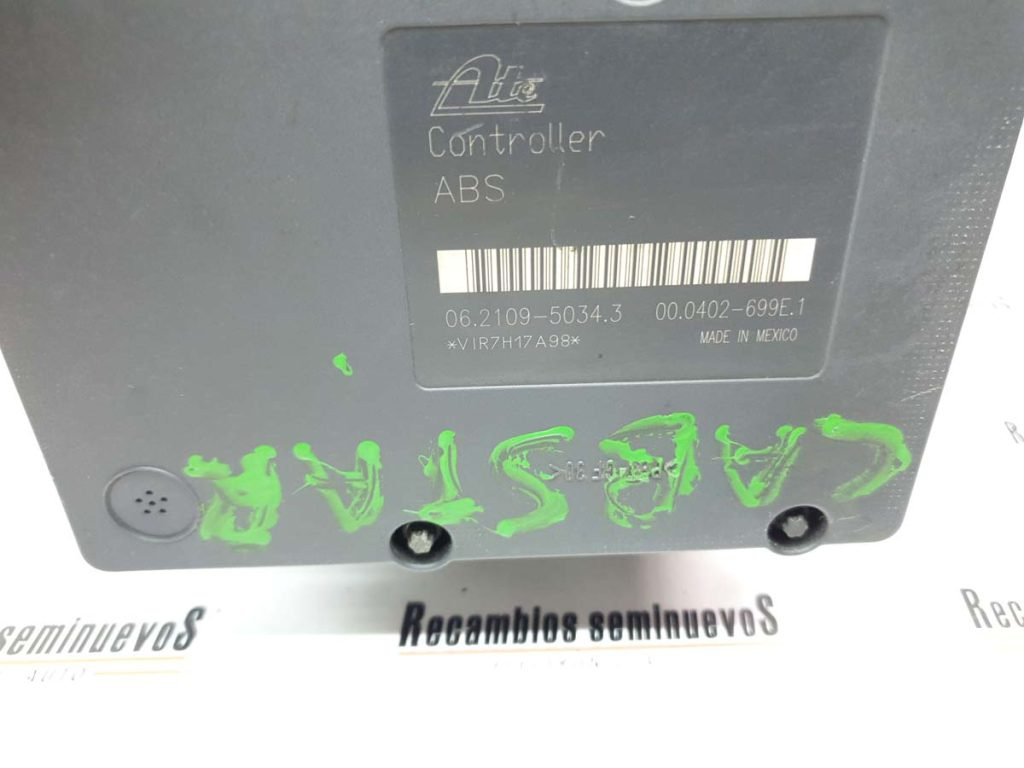 Ate
Controller
ABS
06.2109-5034.3 00.0402-699E.1
*VIR7H17A98* MADE IN MEXICO
CABSTAR
seminuevos Recambios seminuevos Reca